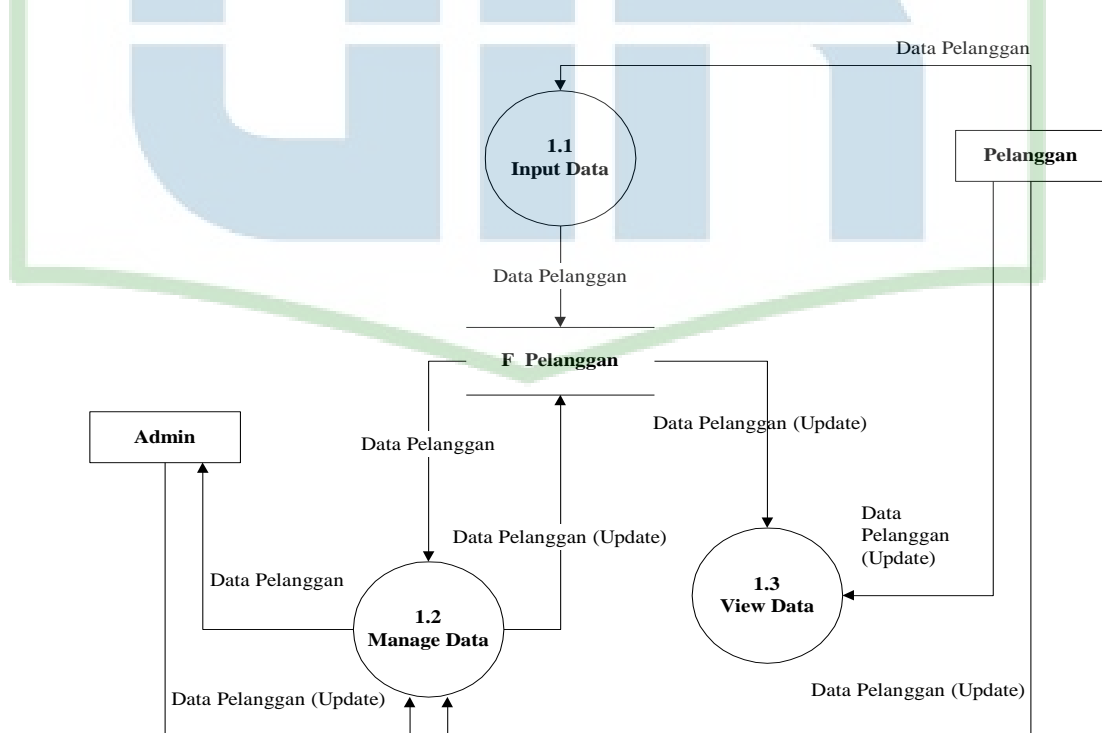 Data Pelanggan
1.1
Input Data
Pelanggan
Data Pelanggan
F Pelanggan
Data Pelanggan (Update)
Admin
Data Pelanggan
Data Pelanggan (Update)
Data
Pelanggan
(Update)
Data Pelanggan
1.3
View Data
1.2
Manage Data
Data Pelanggan (Update)
Data Pelanggan (Update)